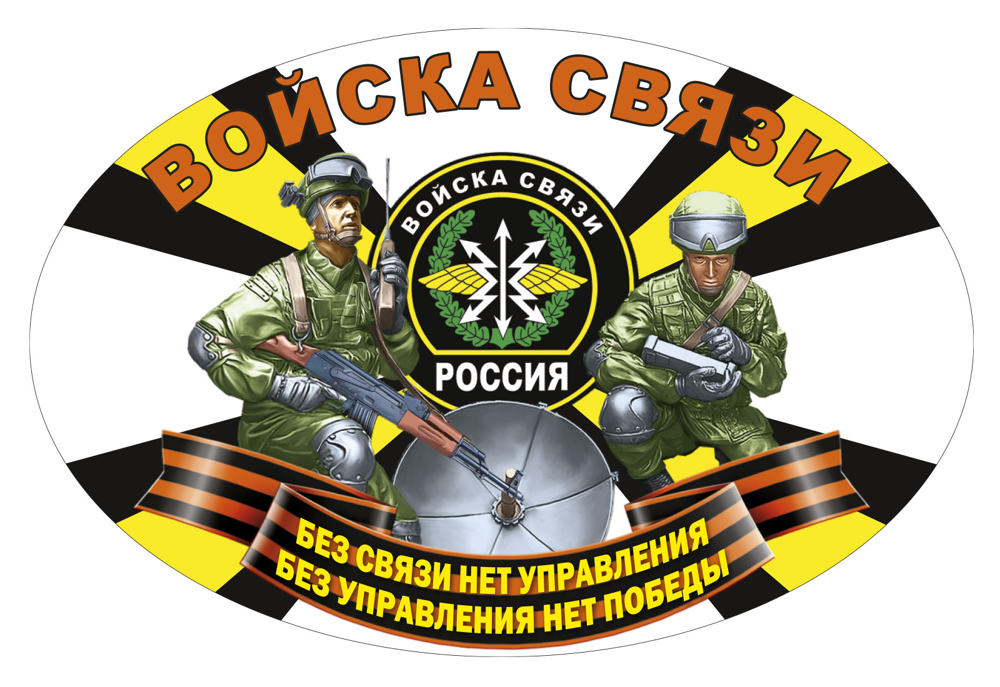 ВОЙСКА СВЯЗИ
ВОЙСКА СВЯЗИ
РОССИЯ
БЕЗ СВЯЗИ НЕТ УПРАВЛЕНИЯ
БЕЗ УПРАВЛЕНИЯ НЕТ ПОБЕДЫ